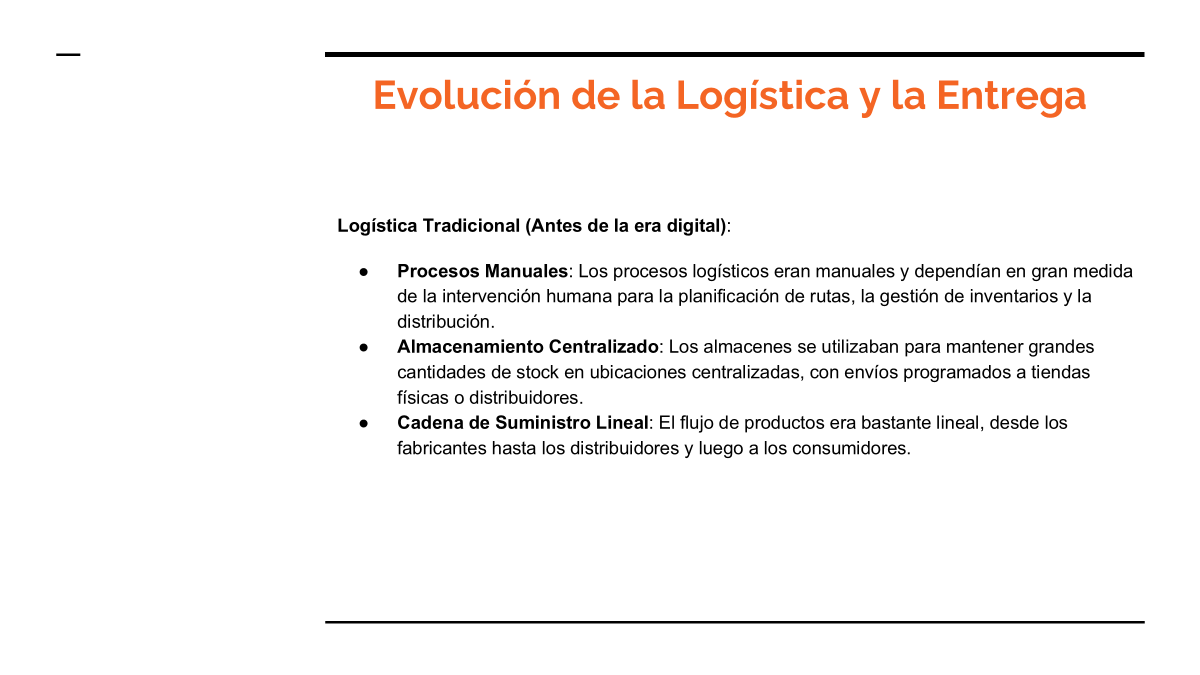 Evolución de la Logística y la Entrega
Logística Tradicional (Antes de la era digital):
● Procesos Manuales: Los procesos logísticos eran manuales y dependían en gran medida
de la intervención humana para la planificación de rutas, la gestión de inventarios y la
distribución.
● Almacenamiento Centralizado: Los almacenes se utilizaban para mantener grandes
cantidades de stock en ubicaciones centralizadas, con envíos programados a tiendas
físicas o distribuidores.
● Cadena de Suministro Lineal: El flujo de productos era bastante lineal, desde los
fabricantes hasta los distribuidores y luego a los consumidores.